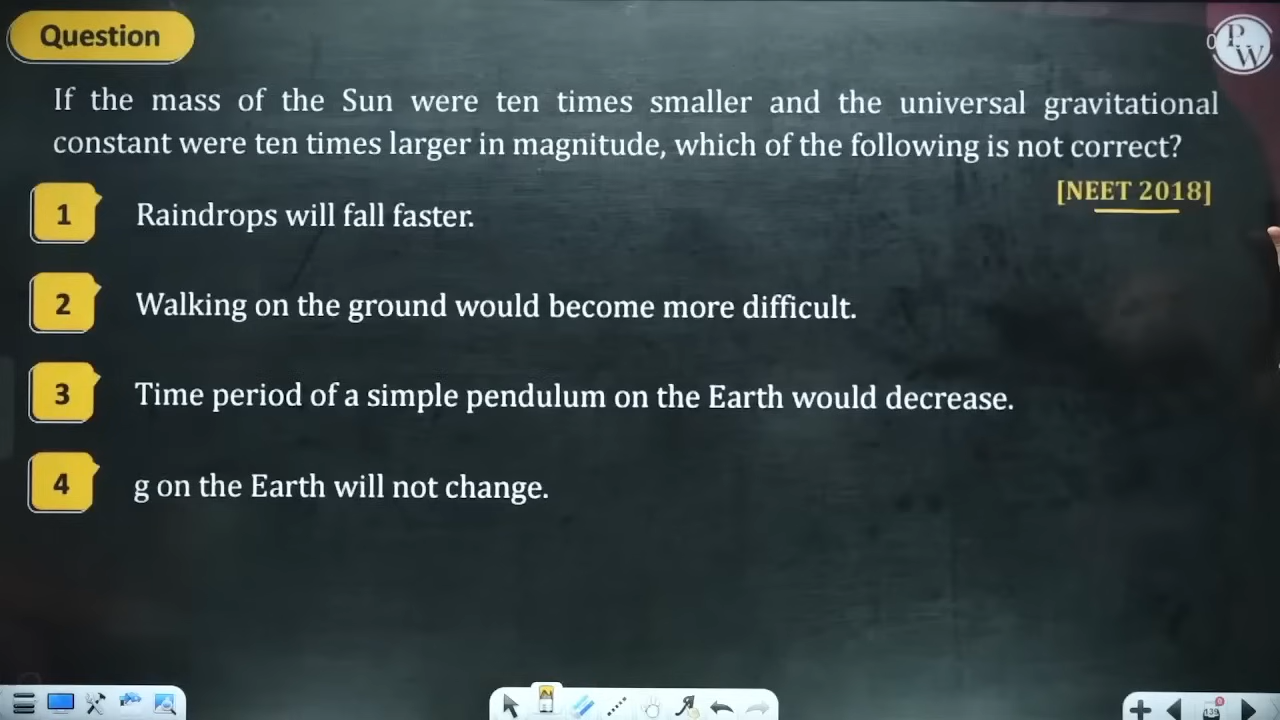 Question
PW
If the mass of the Sun were ten times smaller and the universal gravitational
constant were ten times larger in magnitude, which of the following is not correct?
[NEET 2018]
1 Raindrops will fall faster.
2 Walking on the ground would become more difficult.
3 Time period of a simple pendulum on the Earth would decrease.
4 g on the Earth will not change.
139